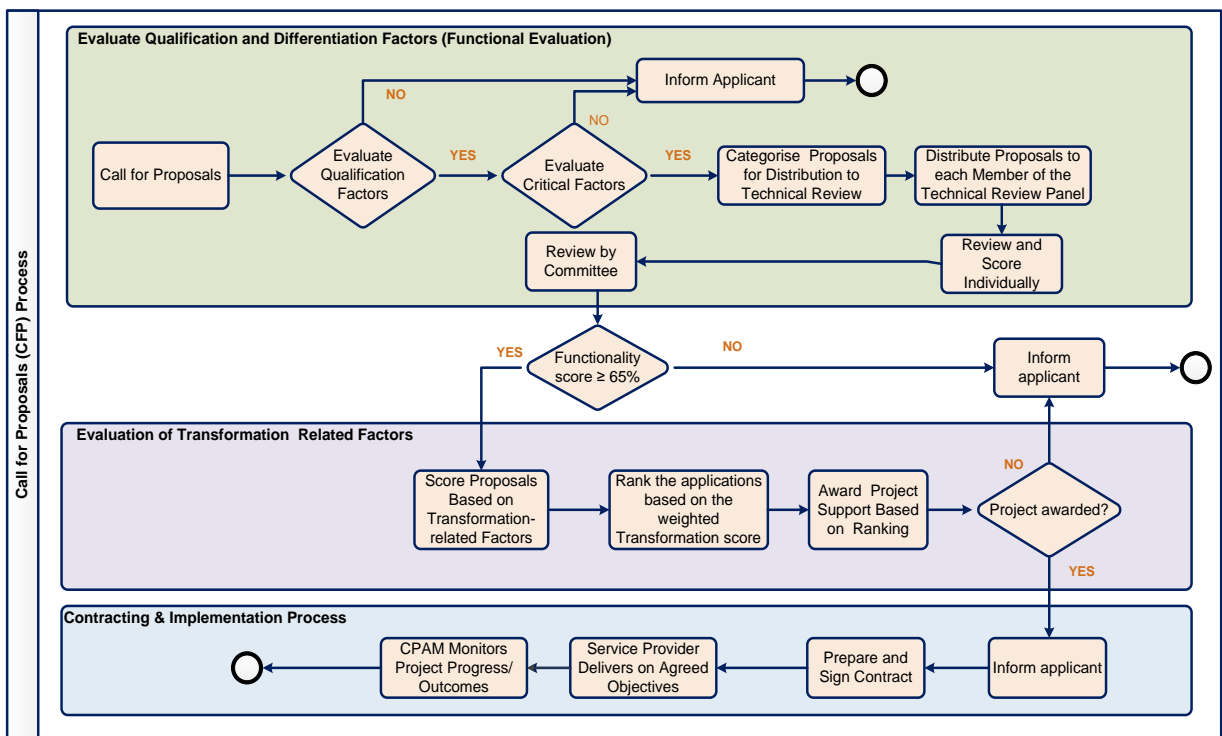 Call for Proposals (CFP) Process
Evaluate Qualification and Differentiation Factors (Functional Evaluation)
Inform Applicant
NO
NO
Call for Proposals
Evaluate
Qualification
Factors
YES
Evaluate
Critical Factors
YES
Categorise Proposals
for Distribution to
Technical Review
Distribute Proposals to
each Member of the
Technical Review Panel
Review and
Score
Individually
Review by
Committee
YES
Functionality
score ≥ 65%
NO
Inform
applicant
Evaluation of Transformation Related Factors
Score Proposals
Based on
Transformation-
related Factors
Rank the applications
based on the
weighted
Transformation score
Award Project
Support Based
on Ranking
NO
Project awarded?
YES
Contracting & Implementation Process
Inform applicant
Prepare and
Sign Contract
Service Provider
Delivers on Agreed
Objectives
CPAM Monitors
Project Progress/
Outcomes